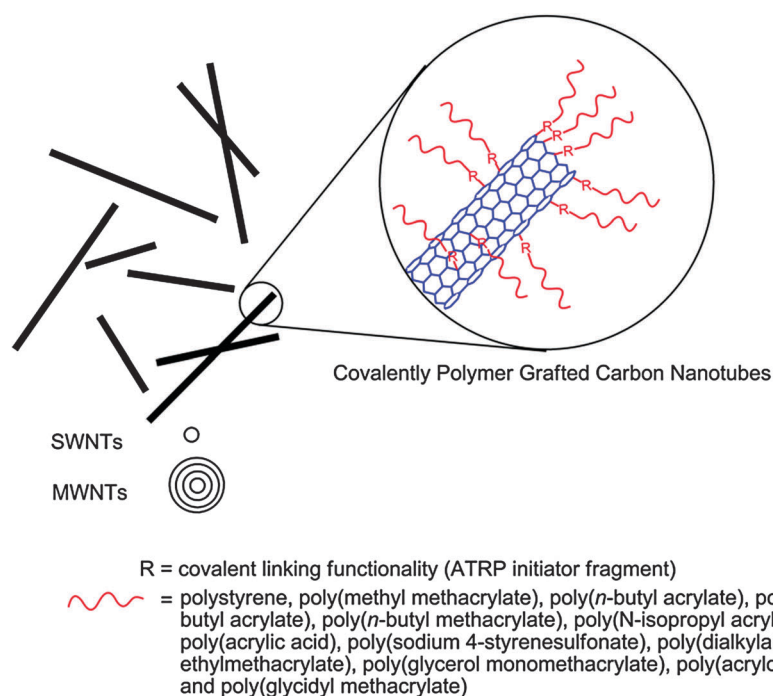 R
R
R
R
R
R
R
R
R
R
Covalently Polymer Grafted Carbon Nanotubes
SWNTs
MWNTs
R = covalent linking functionality (ATRP initiator fragment)
= polystyrene, poly(methyl methacrylate), poly(n-butyl acrylate),
butyl acrylate), poly(n-butyl methacrylate), poly(N-isopropyl
poly(acrylic acid), poly(sodium 4-styrenesulfonate),
ethylmethacrylate), poly(glycerol monomethacrylate),
and poly(glycidyl methacrylate)